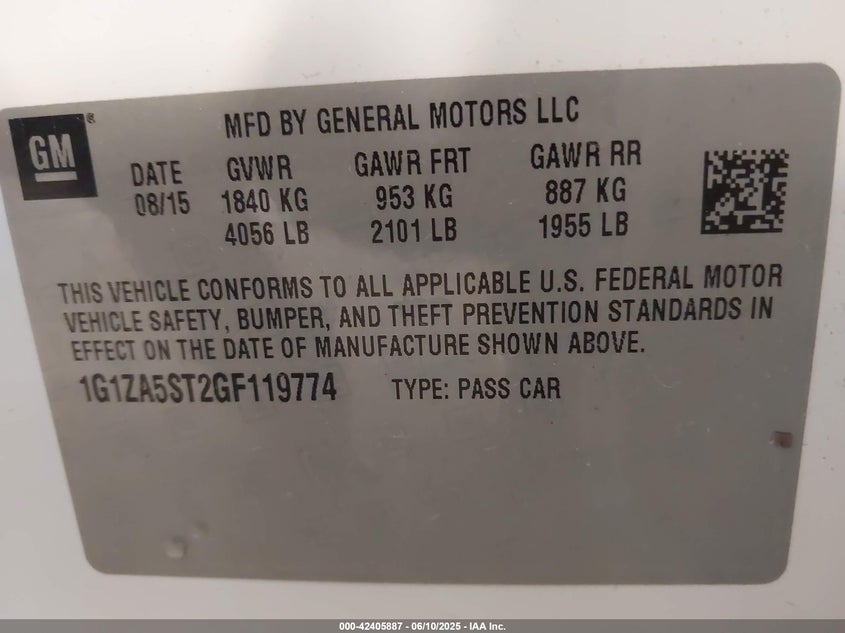 GM®
MFD BY GENERAL MOTORS LLC
DATE GVWR GAWR FRT GAWR RR
08/15 1840 KG 953 KG 887 KG
4056 LB 2101 LB 1955 LB
THIS VEHICLE CONFORMS TO ALL APPLICABLE U.S. FEDERAL MOTOR
VEHICLE SAFETY, BUMPER, AND THEFT PREVENTION STANDARDS IN
EFFECT ON THE DATE OF MANUFACTURE SHOWN ABOVE.
1G1ZA5ST2GF119774 TYPE: PASS CAR
000-42405887 - 06/10/2025 - IAA Inc.